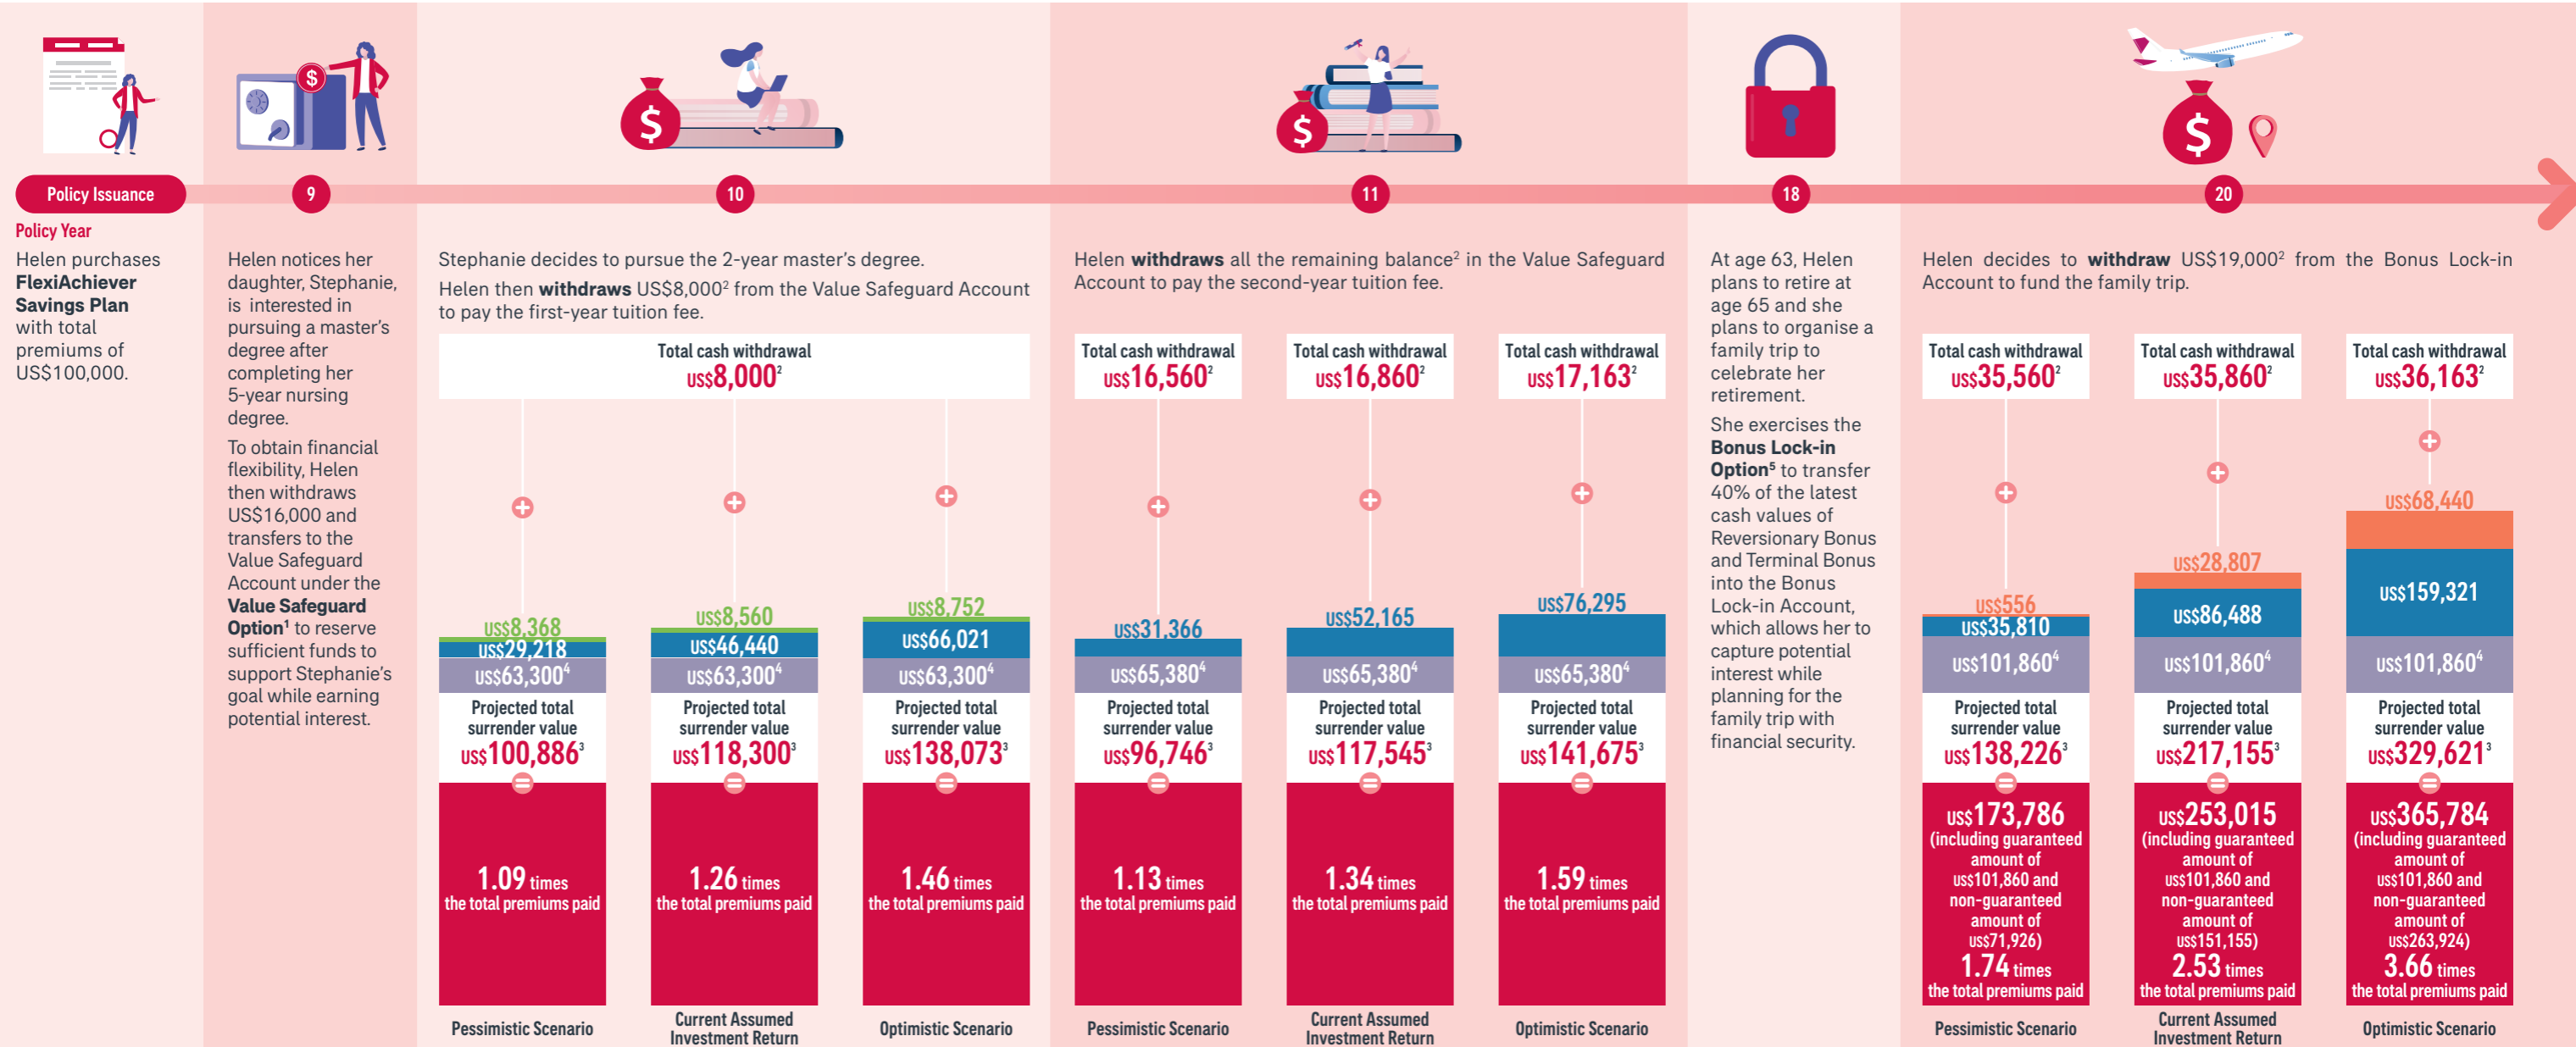 Policy Issuance
9
10
11
18
20
Policy Year
Helen purchases
FlexiAchiever
Savings Plan
with total
premiums of
US$100,000.
Helen notices her
daughter, Stephanie,
is interested in
pursuing a master's
degree after
completing her
5-year nursing
degree.
To obtain financial
flexibility, Helen
then withdraws
US$16,000 and
transfers to the
Value Safeguard
Account under the
Value Safeguard
Option¹ to reserve
sufficient funds to
support Stephanie's
goal while earning
potential interest.
Stephanie decides to pursue the 2-year master's degree.
Helen then withdraws US$8,000² from the Value Safeguard Account
to pay the first-year tuition fee.
Total cash withdrawal
US$8,000²
US$8,368
US$29,218
US$63,300⁴
Projected total
surrender value
US$100,886³
=
1.09 times
the total premiums paid
Pessimistic Scenario
US$8,560
US$46,440
US$63,300⁴
Projected total
surrender value
US$118,300³
=
1.26 times
the total premiums paid
Current Assumed
Investment Return
US$8,752
US$66,021
US$63,300⁴
Projected total
surrender value
US$138,073³
=
1.46 times
the total premiums paid
Optimistic Scenario
Helen withdraws all the remaining balance² in the Value Safeguard
Account to pay the second-year tuition fee.
Total cash withdrawal
US$16,560²
US$31,366
US$65,380⁴
Projected total
surrender value
US$96,746³
=
1.13 times
the total premiums paid
Pessimistic Scenario
Total cash withdrawal
US$16,860²
US$52,165
US$65,380⁴
Projected total
surrender value
US$117,545³
=
1.34 times
the total premiums paid
Current Assumed
Investment Return
Total cash withdrawal
US$17,163²
US$76,295
US$65,380⁴
Projected total
surrender value
US$141,675³
=
1.59 times
the total premiums paid
Optimistic Scenario
At age 63, Helen
plans to retire at
age 65 and she
plans to organise a
family trip to
celebrate her
retirement.
She exercises the
Bonus Lock-in
Option⁵ to transfer
40% of the latest
cash values of
Reversionary Bonus
and Terminal Bonus
into the Bonus
Lock-in Account,
which allows her to
capture potential
interest while
planning for the
family trip with
financial security.
Helen decides to withdraw US$19,000² from the Bonus Lock-in
Account to fund the family trip.
Total cash withdrawal
US$35,560²
US$556
US$35,810
US$101,860⁴
Projected total
surrender value
US$138,226³
=
US$173,786
(including guaranteed
amount of
US$101,860 and
non-guaranteed
amount of
US$71,926)
1.74 times
the total premiums paid
Pessimistic Scenario
Total cash withdrawal
US$35,860²
US$28,807
US$86,488
US$101,860⁴
Projected total
surrender value
US$217,155³
=
US$253,015
(including guaranteed
amount of
US$101,860 and
non-guaranteed
amount of
US$151,155)
2.53 times
the total premiums paid
Current Assumed
Investment Return
Total cash withdrawal
US$36,163²
US$68,440
US$159,321
US$101,860⁴
Projected total
surrender value
US$329,621³
=
US$365,784
(including guaranteed
amount of
US$101,860 and
non-guaranteed
amount of
US$263,924)
3.66 times
the total premiums paid
Optimistic Scenario